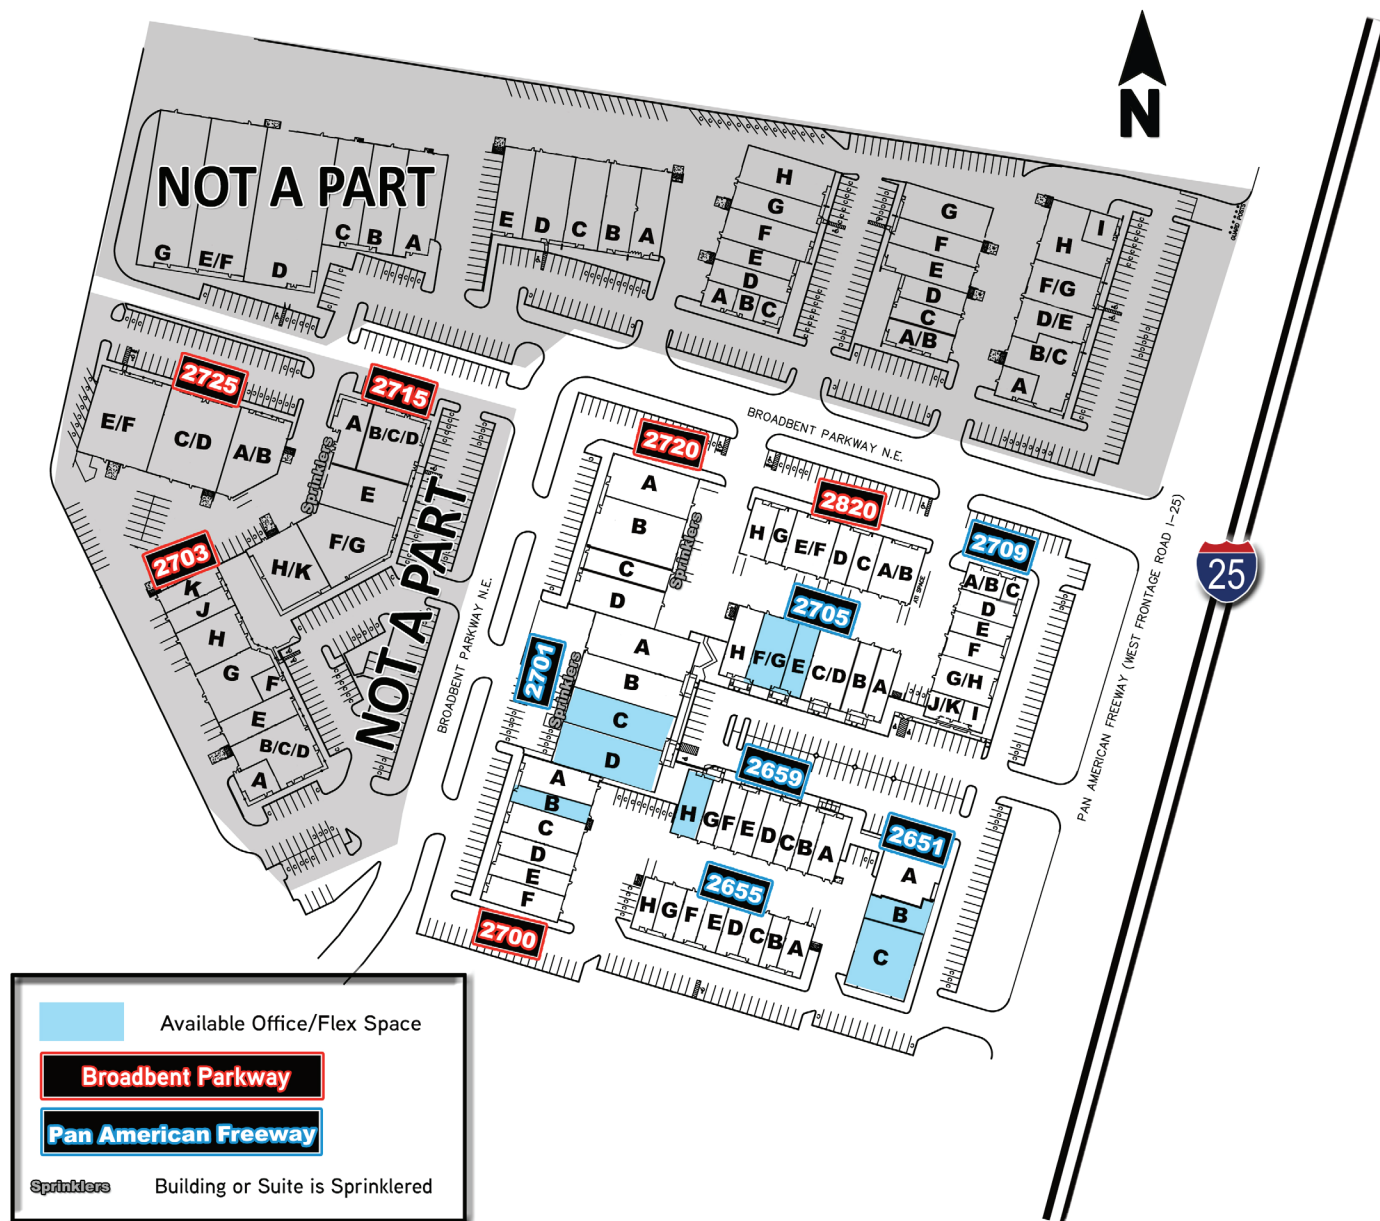 N
NOT A PART
G
E/F
D
C
B
A
E
D
C
B
A
H
G
F
E
D
A
B
C
G
F
E
D
C
A/B
I
H
F/G
D/E
B/C
A
2725
E/F
C/D
A/B
2715
A
B/C/D
E
F/G
H/K
Sprinklers
2703
K
J
H
G
F
E
B/C/D
A
NOT A PART
BROADBENT PARKWAY N.E.
BROADBENT PARKWAY N.E.
2720
A
B
C
D
Sprinklers
2820
H
G
E/F
D
C
A/B
2709
A/B
C
D
E
F
G/H
J/K
I
2705
H
F/G
E
C/D
B
A
2701
Sprinklers
A
B
C
D
2659
H
G
F
E
D
C
B
A
2651
A
B
C
2655
H
G
F
E
D
C
B
A
A
B
C
D
E
F
2700
PAN AMERICAN FREEWAY (WEST FRONTAGE ROAD I-25)
25
Available Office/Flex Space
Broadbent Parkway
Pan American Freeway
Sprinklers Building or Suite is Sprinklered